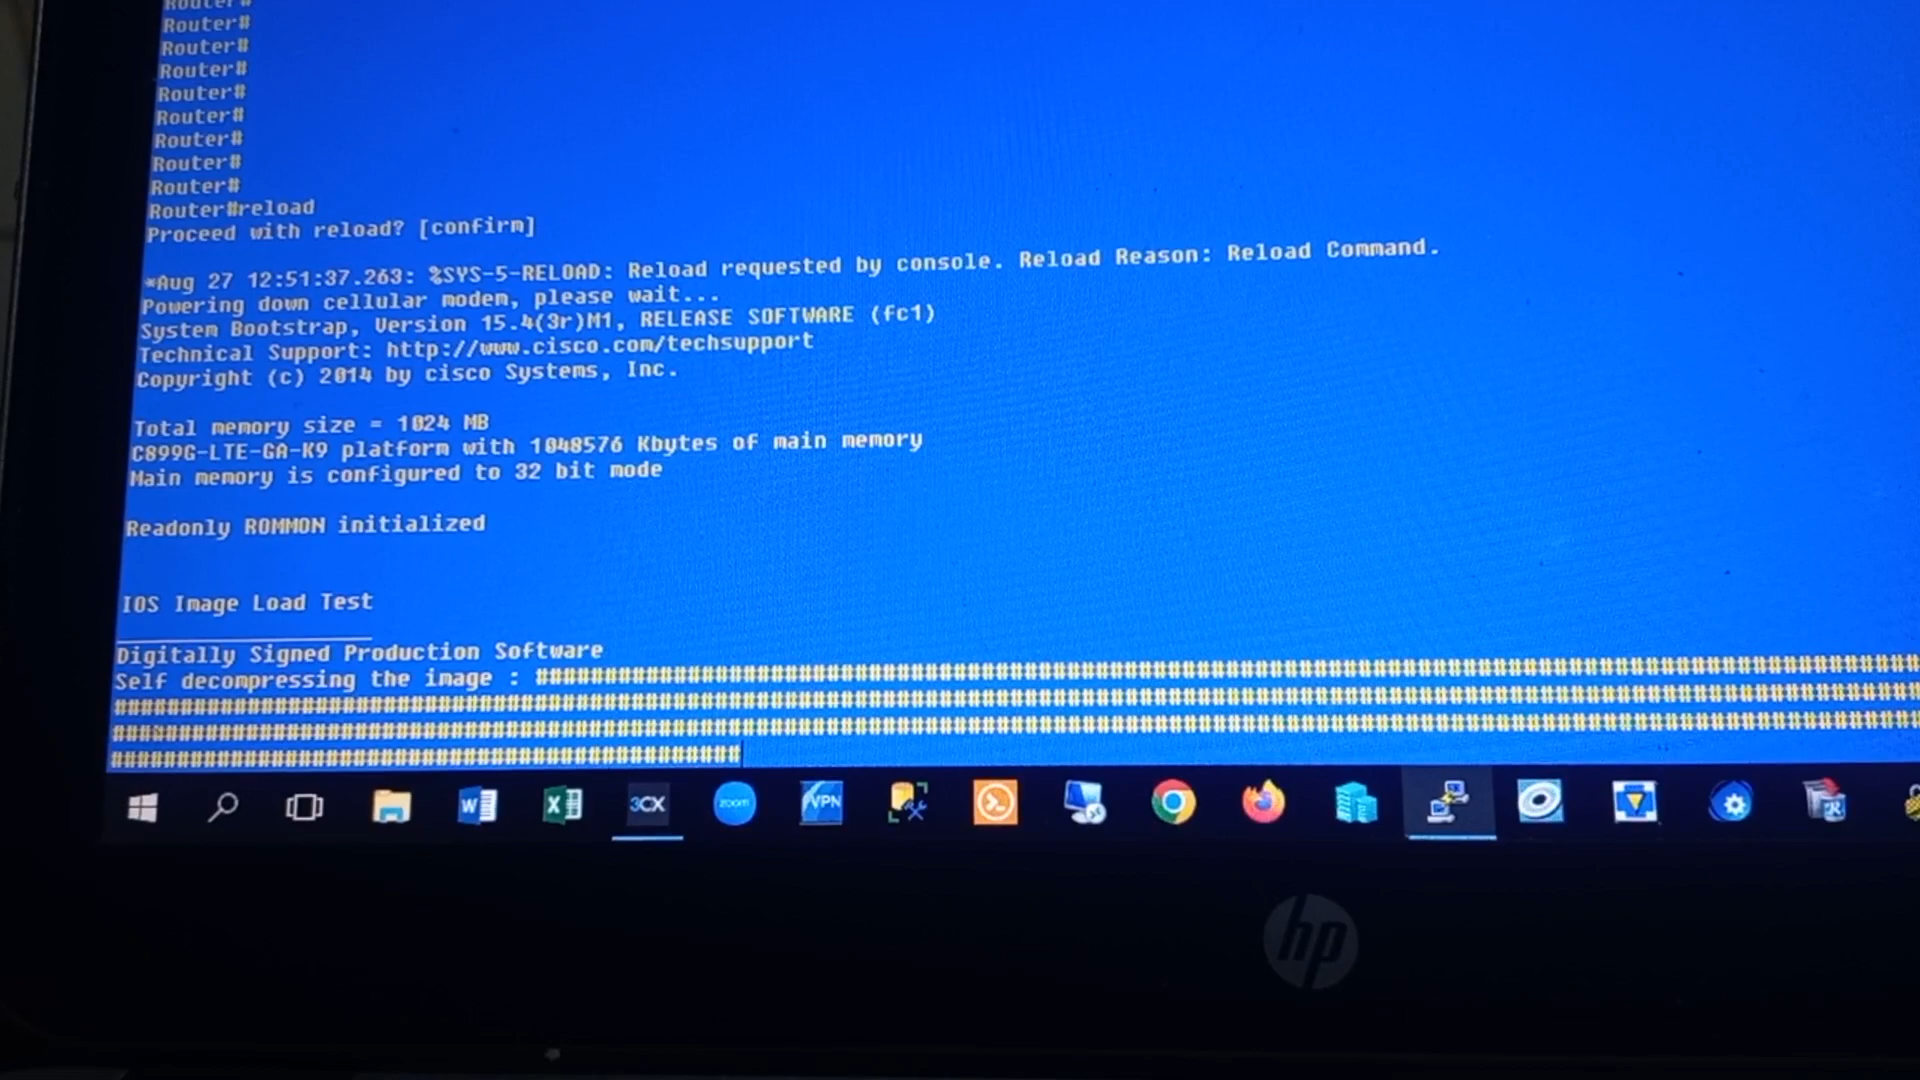 Router#
Router#
Router#
Router#
Router#
Router#
Router#
Router#
Router#
Router#reload
Proceed with reload? [confirm]
*Aug 27 12:51:37.263: %SYS-5-RELOAD: Reload requested by console. Reload Reason: Reload Command.
Powering down cellular modem, please wait...
System Bootstrap, Version 15.4(3r)M1, RELEASE SOFTWARE (fc1)
Technical Support: http://www.cisco.com/techsupport
Copyright (c) 2014 by cisco Systems, Inc.
Total memory size = 1024 MB
C899G-LTE-GA-K9 platform with 1048576 Kbytes of main memory
Main memory is configured to 32 bit mode
Readonly ROMMON initialized
IOS Image Load Test
Digitally Signed Production Software
Self decompressing the image : ####################
3CX
zoom
VPN
hp